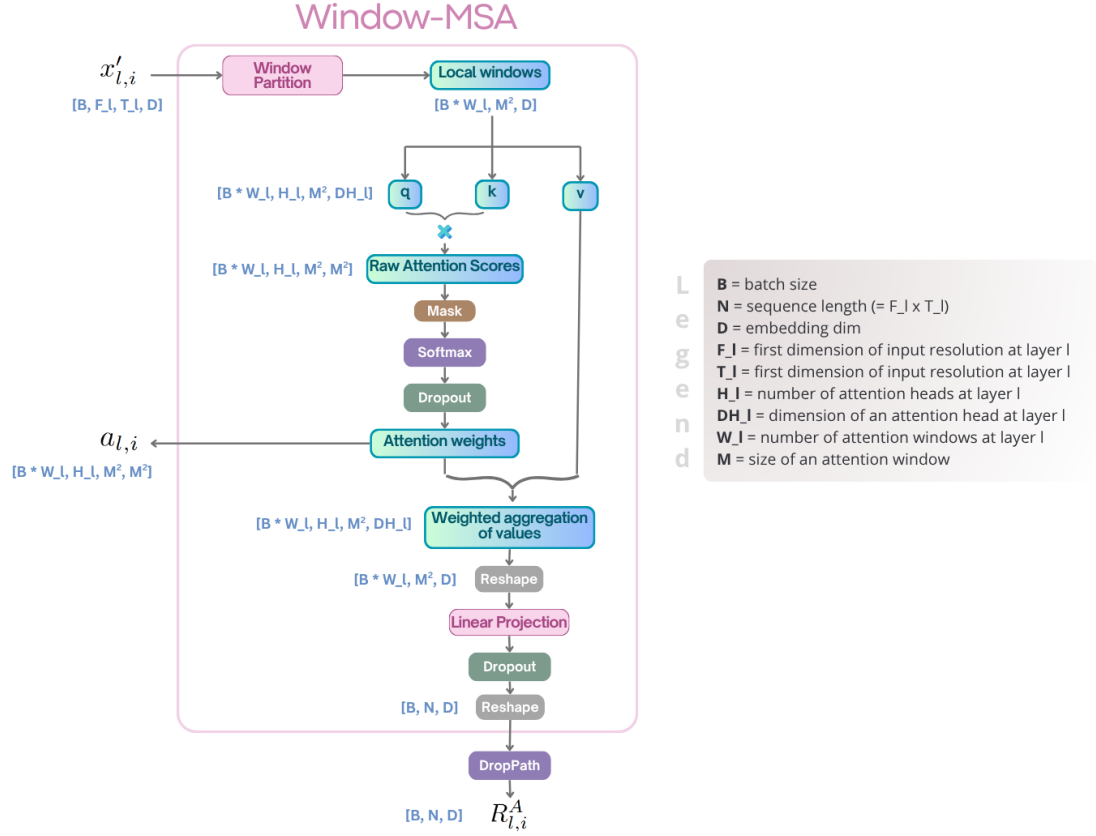 Window-MSA
x′_{l,i}
[B, F_l, T_l, D]
Window
Partition
Local windows
[B * W_l, M², D]
[B * W_l, H_l, M², DH_l]
q
k
v
[B * W_l, H_l, M², M²]
Raw Attention Scores
Mask
Softmax
Dropout
a_{l,i}
[B * W_l, H_l, M², M²]
Attention weights
[B * W_l, H_l, M², DH_l]
Weighted aggregation
of values
[B * W_l, M², D]
Reshape
Linear Projection
Dropout
[B, N, D]
Reshape
DropPath
[B, N, D]
R^A_{l,i}
Legend
B = batch size
N = sequence length (= F_l x T_l)
D = embedding dim
F_l = first dimension of input resolution at layer l
T_l = first dimension of input resolution at layer l
H_l = number of attention heads at layer l
DH_l = dimension of an attention head at layer l
W_l = number of attention windows at layer l
M = size of an attention window